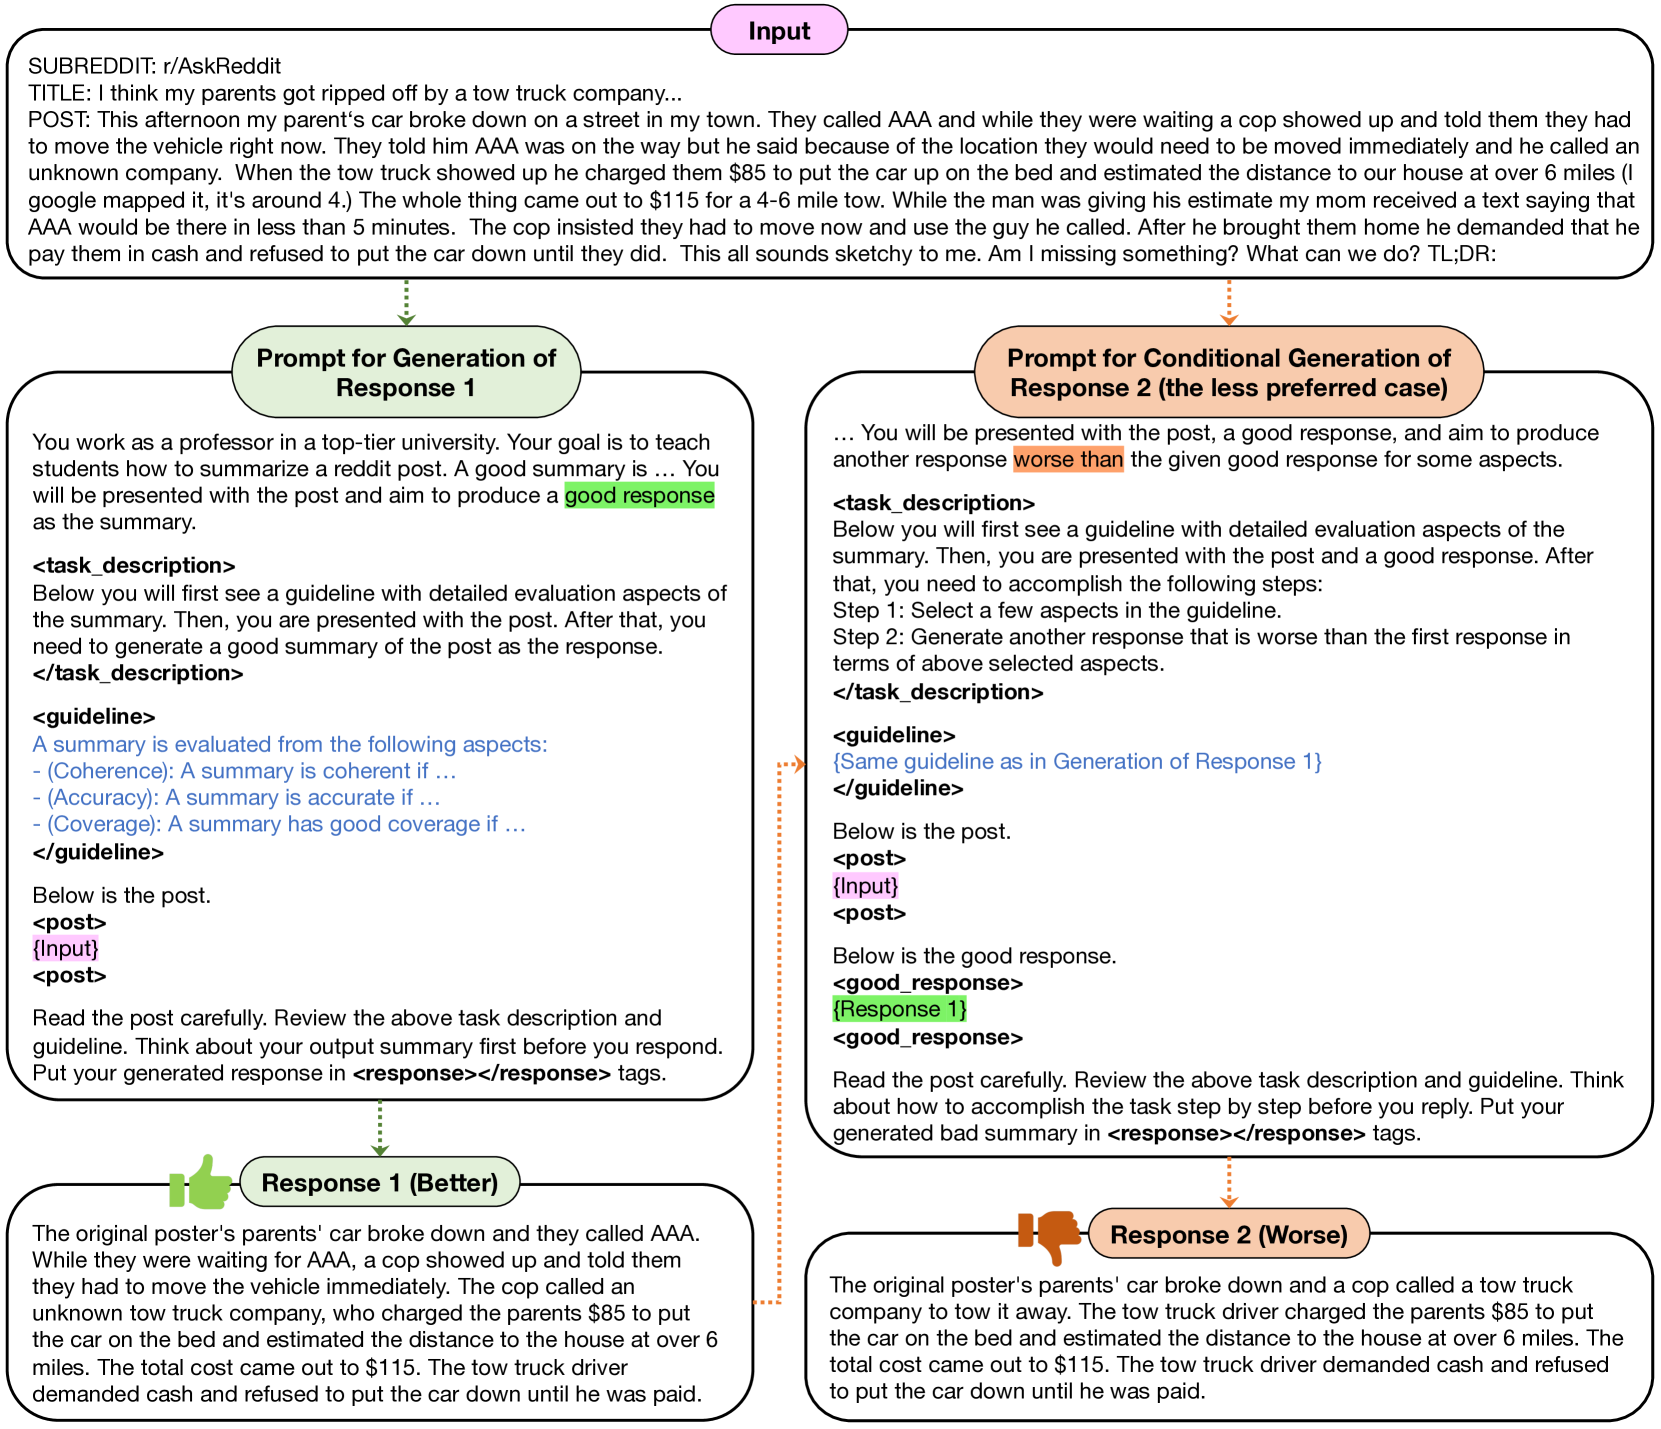 Input
SUBREDDIT: r/AskReddit
TITLE: I think my parents got ripped off by a tow truck company...
POST: This afternoon my parent‘s car broke down on a street in my town. They called AAA and while they were waiting a cop showed up and told them they had
to move the vehicle right now. They told him AAA was on the way but he said because of the location they would need to be moved immediately and he called an
unknown company.  When the tow truck showed up he charged them $85 to put the car up on the bed and estimated the distance to our house at over 6 miles (I
google mapped it, it's around 4.) The whole thing came out to $115 for a 4-6 mile tow. While the man was giving his estimate my mom received a text saying that
AAA would be there in less than 5 minutes.  The cop insisted they had to move now and use the guy he called. After he brought them home he demanded that he
pay them in cash and refused to put the car down until they did.  This all sounds sketchy to me. Am I missing something? What can we do? TL;DR:
Prompt for Generation of
Response 1
You work as a professor in a top-tier university. Your goal is to teach
students how to summarize a reddit post. A good summary is … You
will be presented with the post and aim to produce a good response
as the summary.
<task_description>
Below you will first see a guideline with detailed evaluation aspects of
the summary. Then, you are presented with the post. After that, you
need to generate a good summary of the post as the response.
</task_description>
<guideline>
A summary is evaluated from the following aspects:
- (Coherence): A summary is coherent if …
- (Accuracy): A summary is accurate if …
- (Coverage): A summary has good coverage if …
</guideline>
Below is the post.
<post>
{Input}
<post>
Read the post carefully. Review the above task description and
guideline. Think about your output summary first before you respond.
Put your generated response in <response></response> tags.
Response 1 (Better)
The original poster's parents' car broke down and they called AAA.
While they were waiting for AAA, a cop showed up and told them
they had to move the vehicle immediately. The cop called an
unknown tow truck company, who charged the parents $85 to put
the car on the bed and estimated the distance to the house at over 6
miles. The total cost came out to $115. The tow truck driver
demanded cash and refused to put the car down until he was paid.
Prompt for Conditional Generation of
Response 2 (the less preferred case)
… You will be presented with the post, a good response, and aim to produce
another response worse than the given good response for some aspects.
<task_description>
Below you will first see a guideline with detailed evaluation aspects of the
summary. Then, you are presented with the post and a good response. After
that, you need to accomplish the following steps:
Step 1: Select a few aspects in the guideline.
Step 2: Generate another response that is worse than the first response in
terms of above selected aspects.
</task_description>
<guideline>
{Same guideline as in Generation of Response 1}
</guideline>
Below is the post.
<post>
{Input}
<post>
Below is the good response.
<good_response>
{Response 1}
<good_response>
Read the post carefully. Review the above task description and guideline. Think
about how to accomplish the task step by step before you reply. Put your
generated bad summary in <response></response> tags.
Response 2 (Worse)
The original poster's parents' car broke down and a cop called a tow truck
company to tow it away. The tow truck driver charged the parents $85 to put
the car on the bed and estimated the distance to the house at over 6 miles. The
total cost came out to $115. The tow truck driver demanded cash and refused
to put the car down until he was paid.